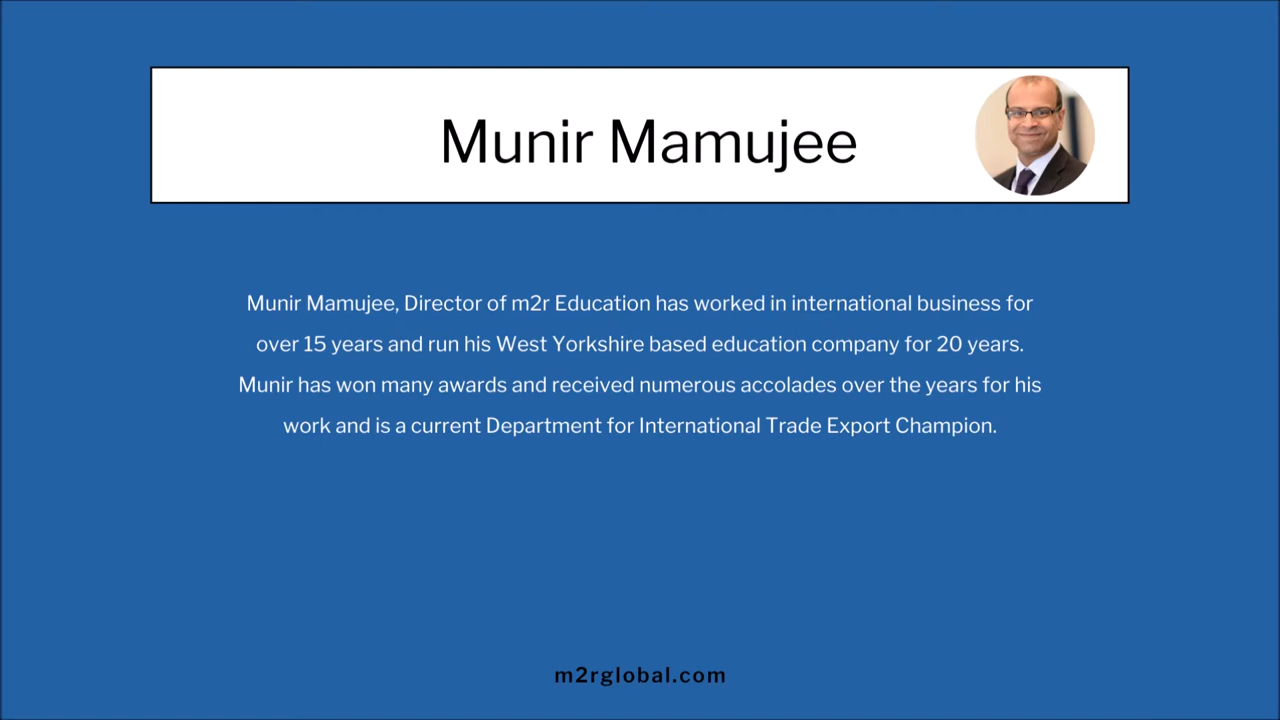 Munir Mamujee
Munir Mamujee, Director of m2r Education has worked in international business for
over 15 years and run his West Yorkshire based education company for 20 years.
Munir has won many awards and received numerous accolades over the years for his
work and is a current Department for International Trade Export Champion.
m2rglobal.com